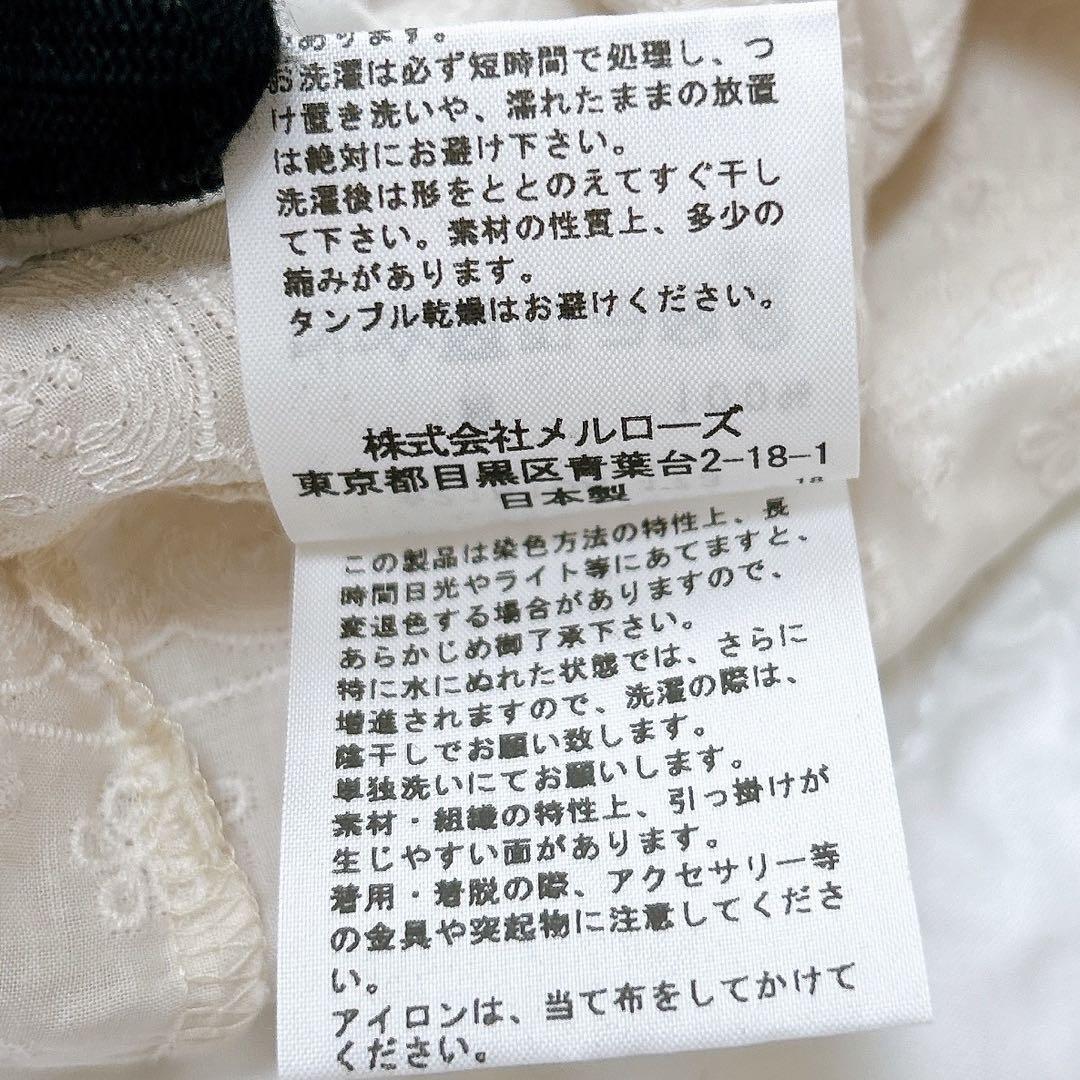 あります。
お洗濯は必ず短時間で処理し、つ
け置き洗いや、濡れたままの放置
は絶対にお避け下さい。
洗濯後は形をととのえてすぐ干し
て下さい。素材の性質上、多少の
縮みがあります。
タンブル乾燥はお避けください。
株式会社メルローズ
東京都目黒区青葉台2-18-1
日本製
18
この製品は染色方法の特性上、長
時間日光やライト等にあてますと、
変退色する場合がありますので、
あらかじめ御了承下さい。
特に水にぬれた状態では、さらに
増進されますので、洗濯の際は、
陰干しでお願い致します。
単独洗いにてお願いします。
素材・組織の特性上、引っ掛けが
生じやすい面があります。
着用・着脱の際、アクセサリー等
の金具や突起物に注意してくださ
い。
アイロンは、当て布をしてかけて
ください。